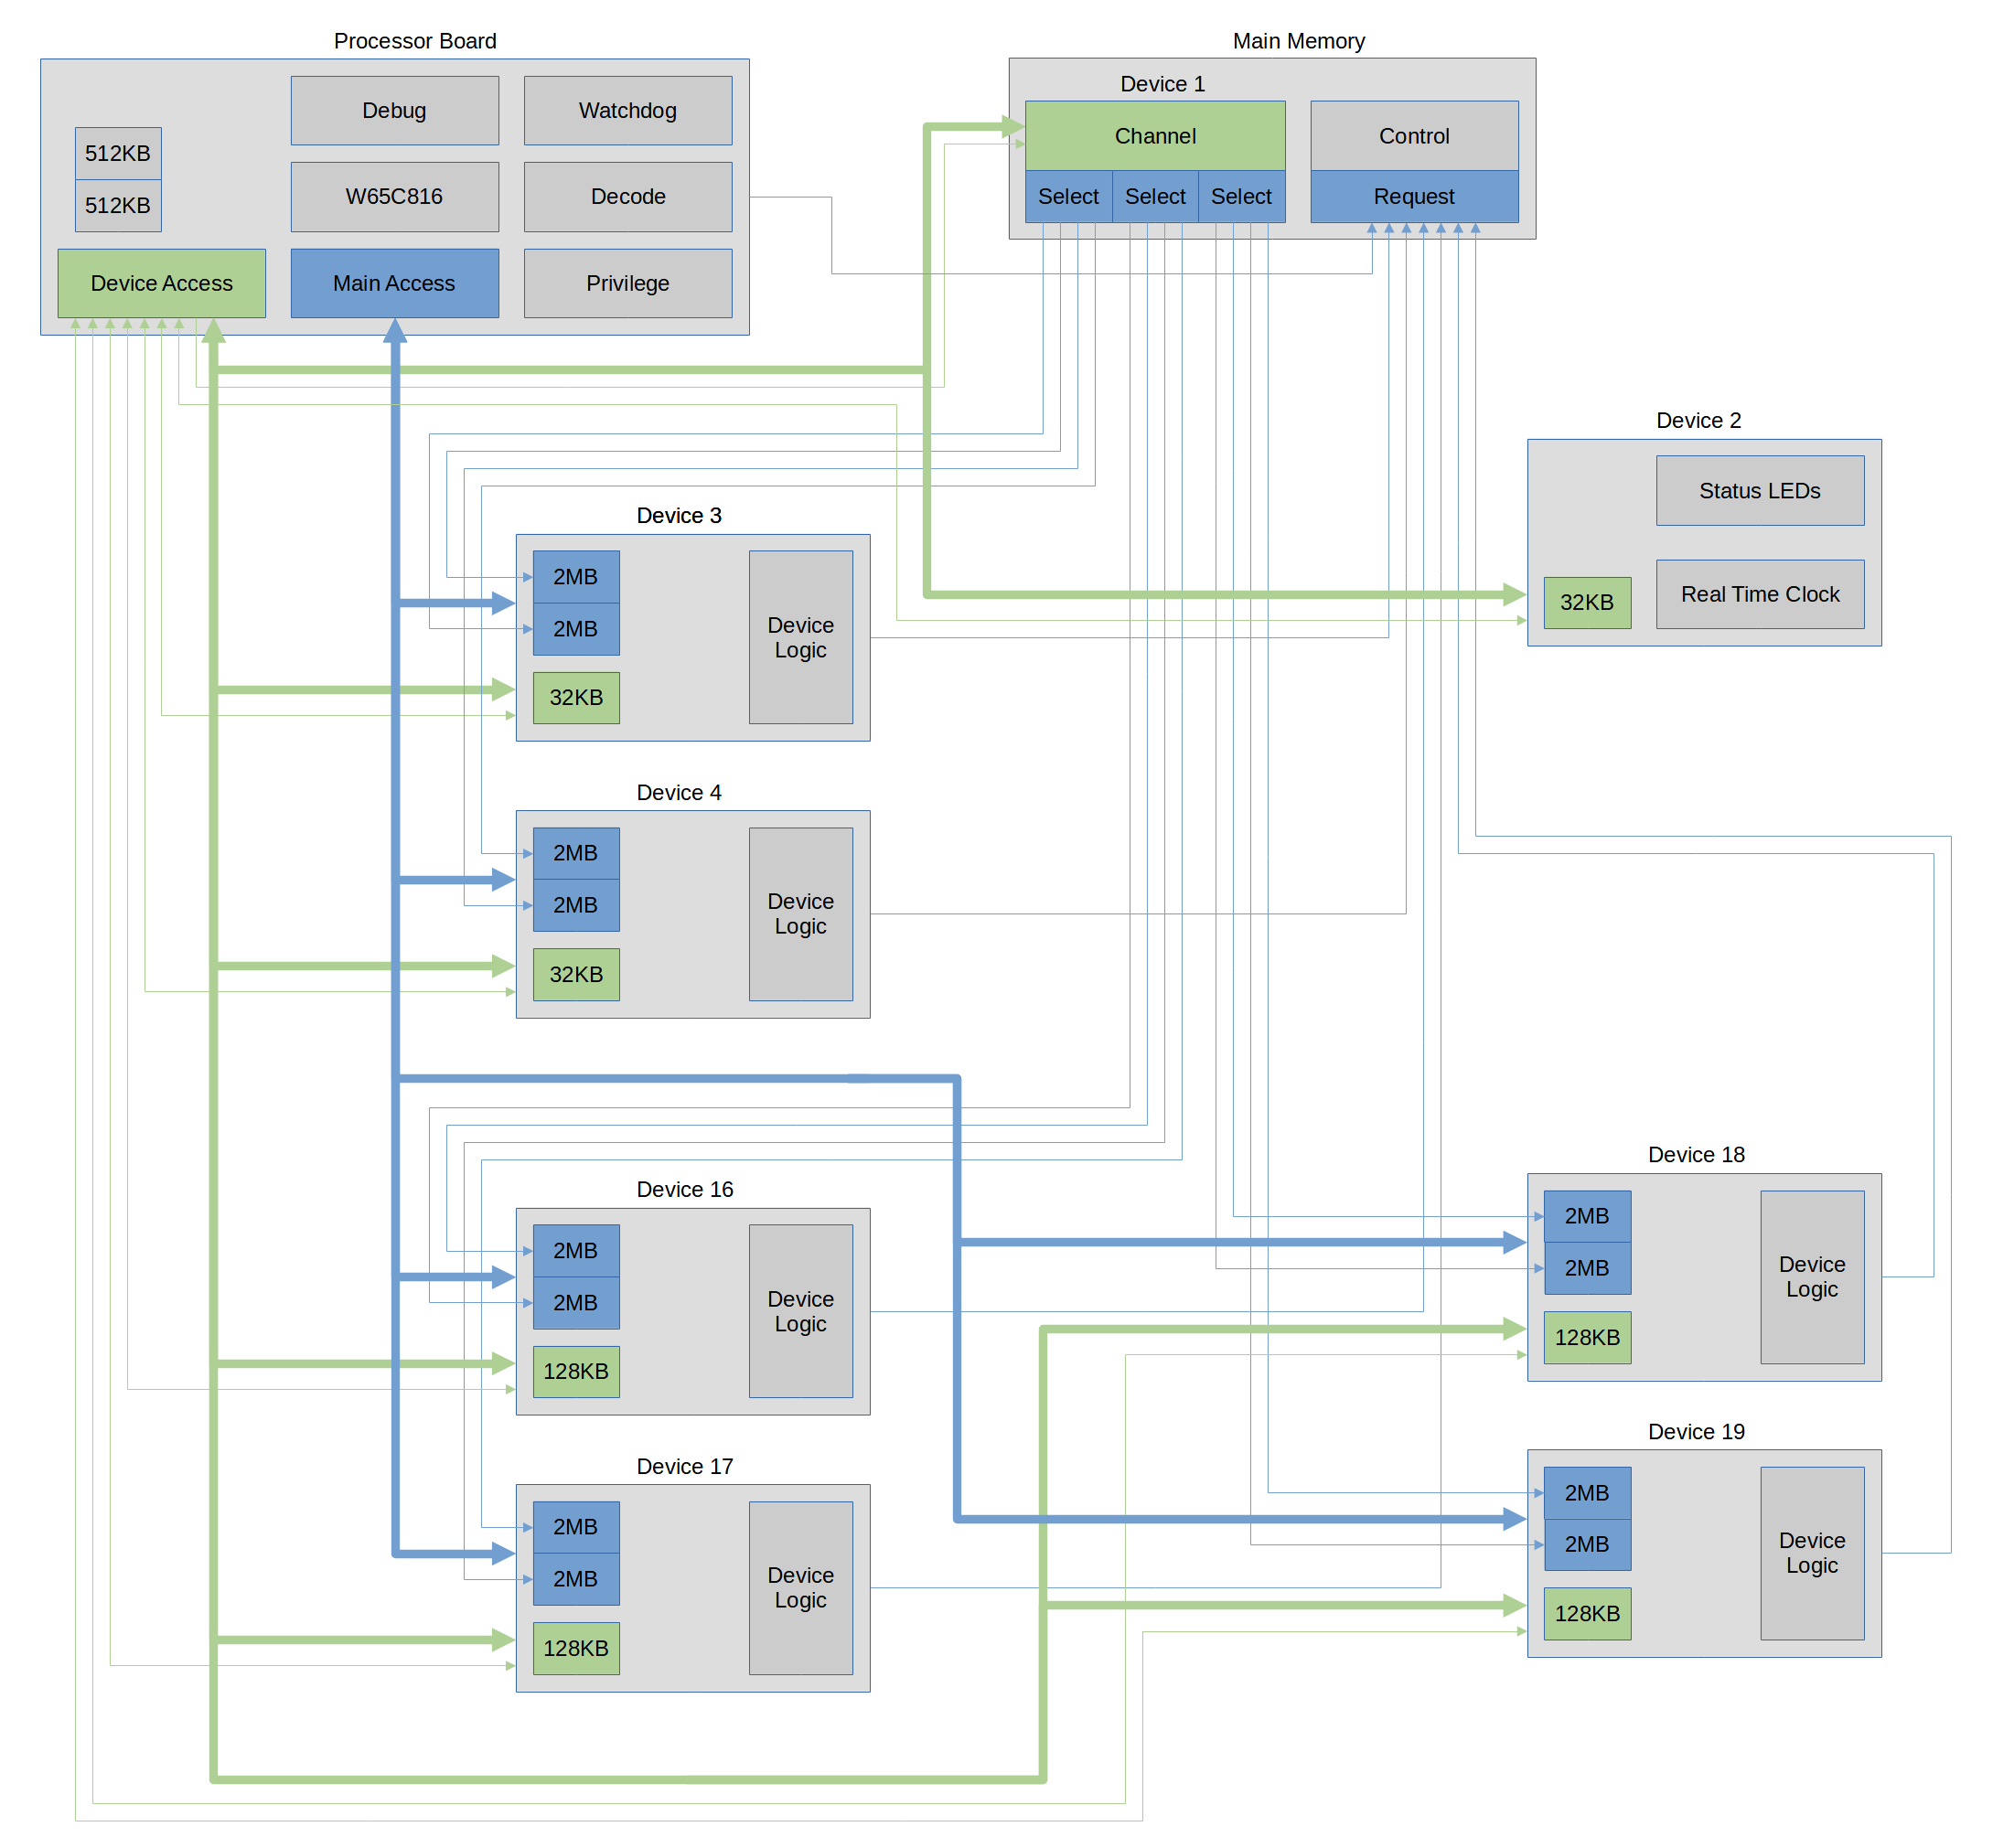 Processor Board
Debug
Watchdog
512KB
512KB
W65C816
Decode
Device Access
Main Access
Privilege
Main Memory
Device 1
Channel
Control
Select
Select
Select
Request
Device 2
Status LEDs
32KB
Real Time Clock
Device 3
2MB
2MB
32KB
Device
Logic
Device 4
2MB
2MB
32KB
Device
Logic
Device 16
2MB
2MB
128KB
Device
Logic
Device 17
2MB
2MB
128KB
Device
Logic
Device 18
2MB
2MB
128KB
Device
Logic
Device 19
2MB
2MB
128KB
Device
Logic